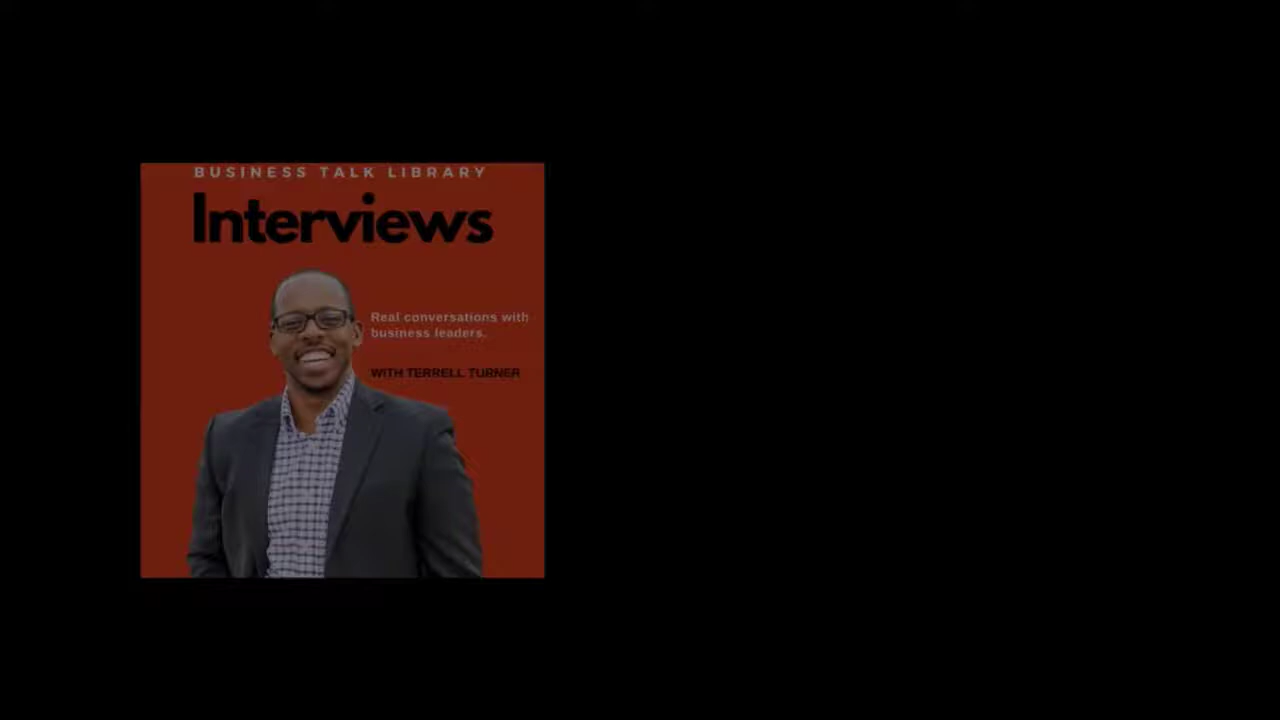 BUSINESS TALK LIBRARY
Interviews
Real conversations with
business leaders.
WITH TERRELL TURNER